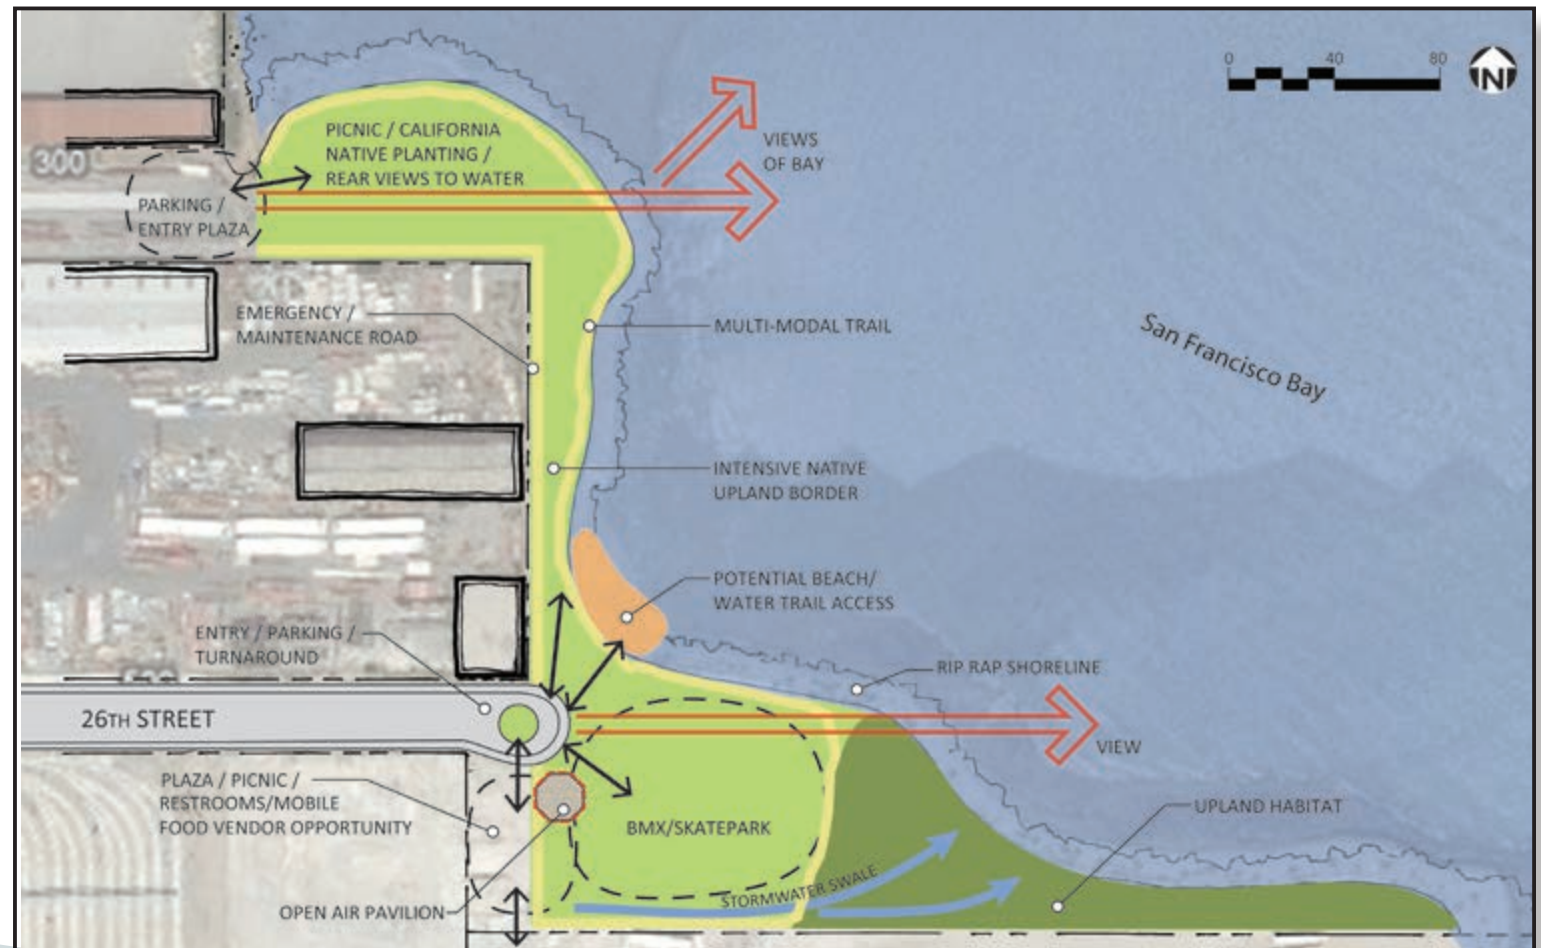 0 40 80
N
PICNIC / CALIFORNIA
NATIVE PLANTING /
REAR VIEWS TO WATER
VIEWS
OF BAY
300
PARKING /
ENTRY PLAZA
EMERGENCY /
MAINTENANCE ROAD
MULTI-MODAL TRAIL
San Francisco Bay
INTENSIVE NATIVE
UPLAND BORDER
POTENTIAL BEACH/
WATER TRAIL ACCESS
ENTRY / PARKING /
TURNAROUND
RIP RAP SHORELINE
26TH STREET
VIEW
PLAZA / PICNIC /
RESTROOMS/MOBILE
FOOD VENDOR OPPORTUNITY
UPLAND HABITAT
BMX/SKATEPARK
STORMWATER SWALE
OPEN AIR PAVILION